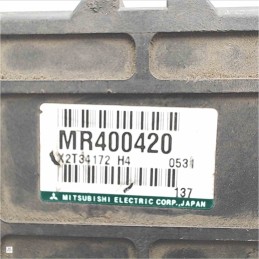 MR400420
X2T34172 H4 0531
137
MITSUBISHI ELECTRIC CORP., JAPAN